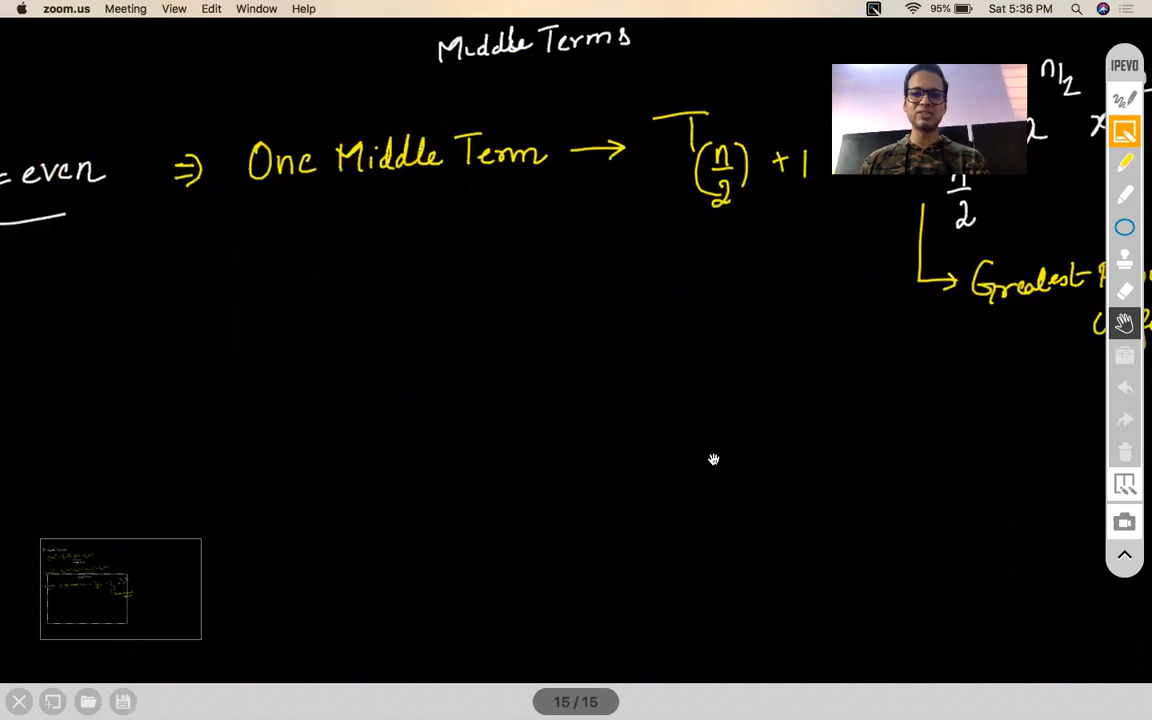 zoom.us Meeting View Edit Window Help 95% Sat 5:36 PM
Middle Terms
IPEVO
n/2
= even ⇒ One Middle Term → T(n/2) + 1
2 x
n/2
Greatest
15 / 15